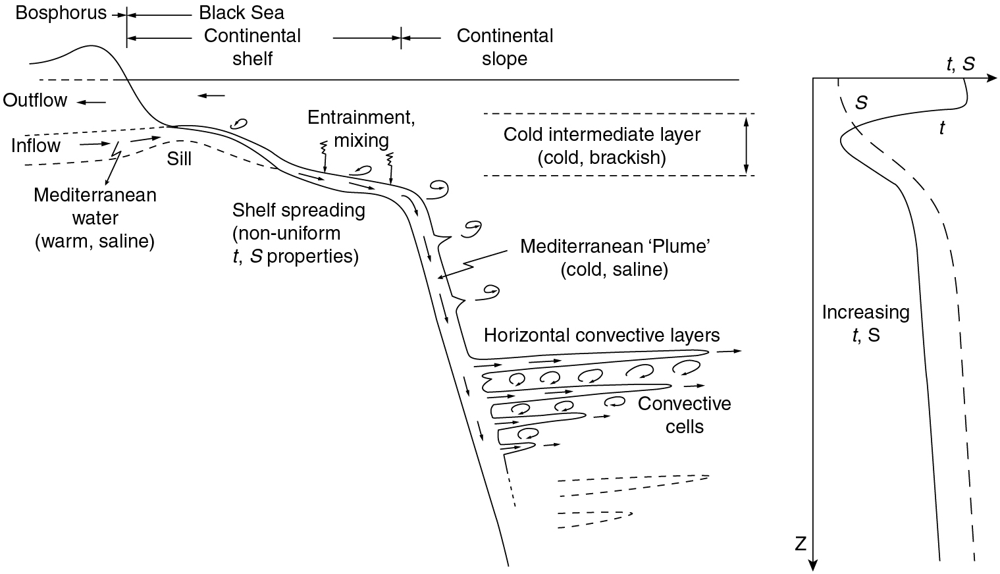 Bosphorus
Black Sea
Continental
shelf
Continental
slope
Outflow
Inflow
Sill
Mediterranean
water
(warm, saline)
Entrainment,
mixing
Shelf spreading
(non-uniform
t, S properties)
Cold intermediate layer
(cold, brackish)
Mediterranean ‘Plume’
(cold, saline)
Horizontal convective layers
Convective
cells
t, S
S
t
Increasing
t, S
Z